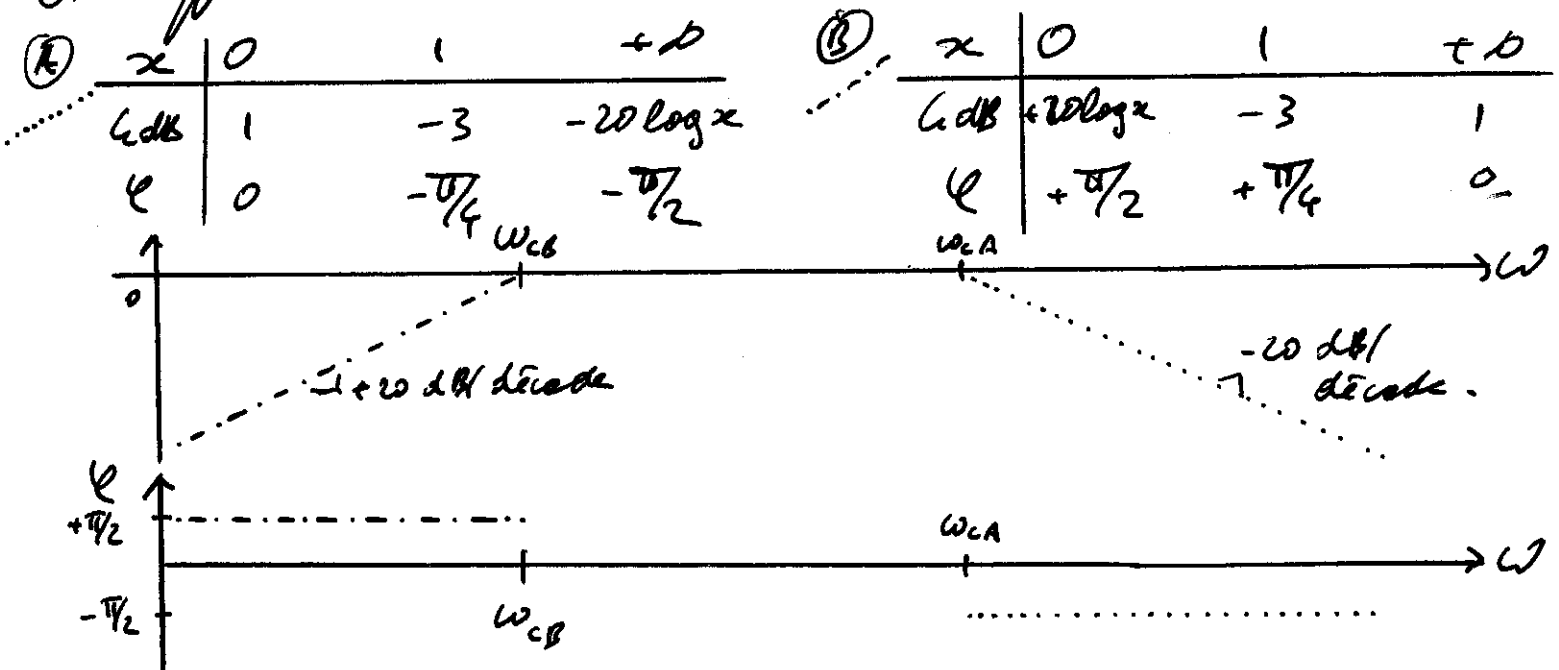 Ⓐ x 0 1 +∞
GdB 1 -3 -20 log x
φ 0 -π/4 -π/2
Ⓑ x 0 1 +∞
GdB +20 log x -3 1
φ +π/2 +π/4 0
ωcB ωcA ω
0
+20 dB/ décade
-20 dB/
décade.
φ
+π/2
ωcA
ω
-π/2
ωcB